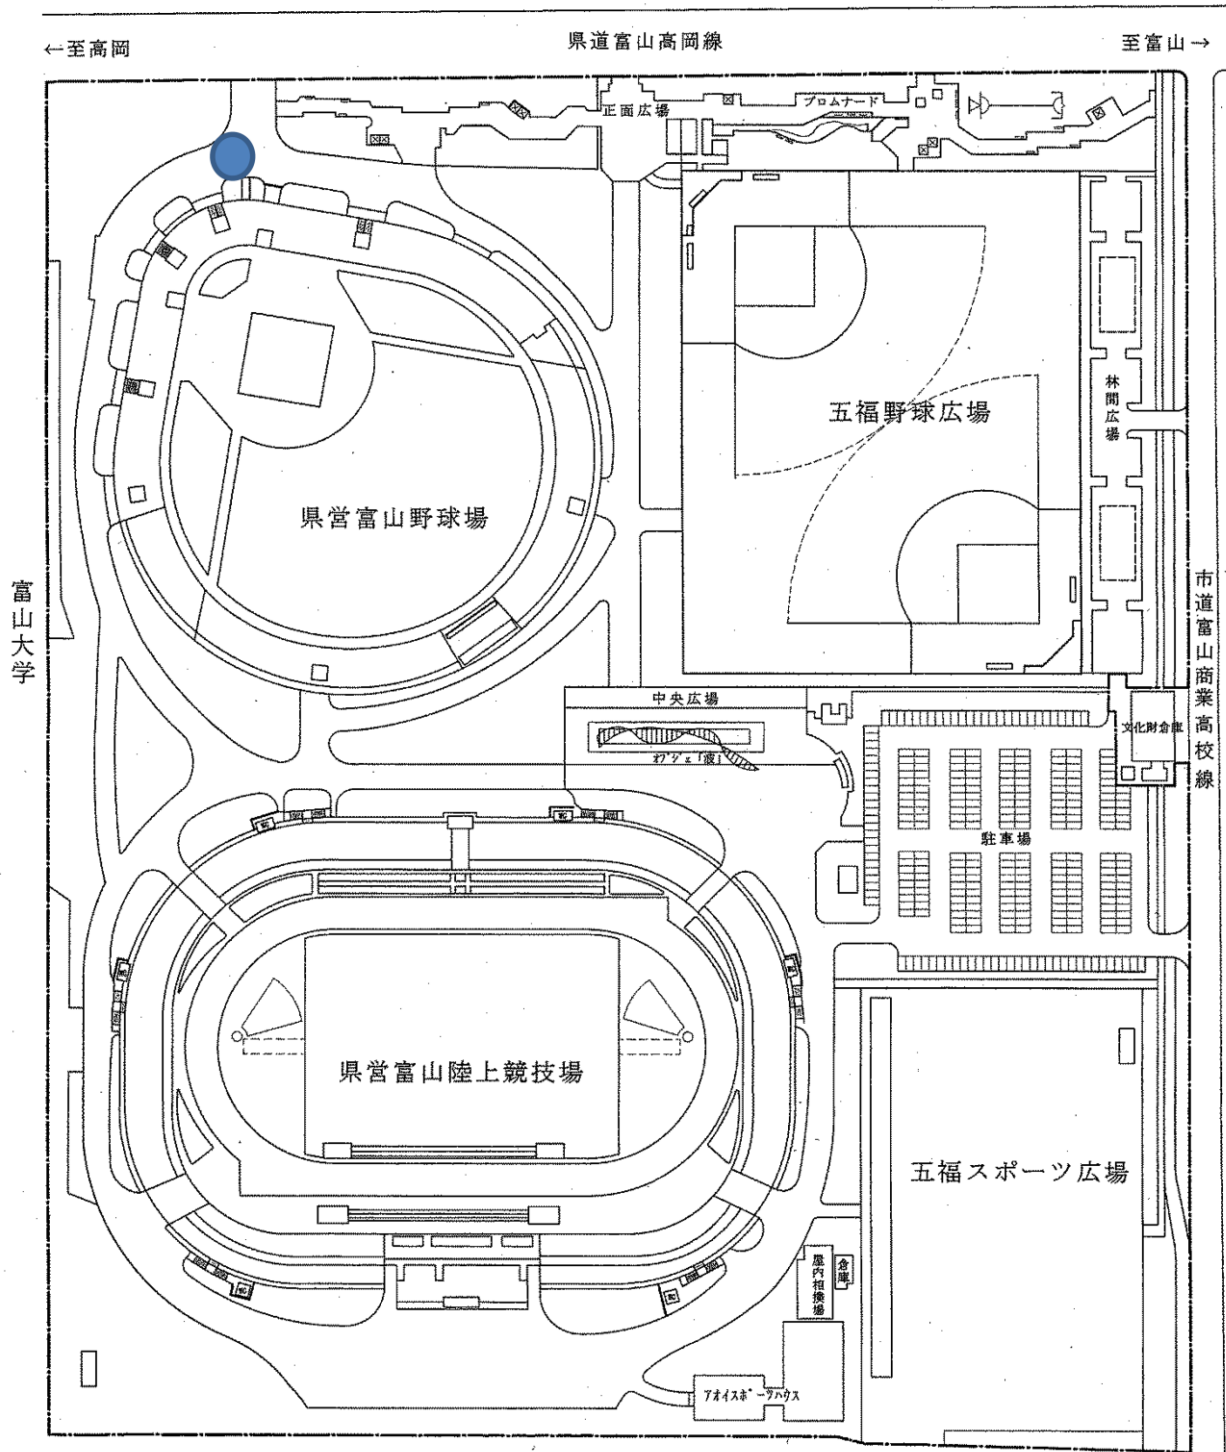 ←至高岡
県道富山高岡線
至富山→
正面広場
プロムナード
林間広場
五福野球広場
県営富山野球場
富山大学
市道富山商業高校線
中央広場
オブジェ「波」
文化財倉庫
駐車場
県営富山陸上競技場
五福スポーツ広場
屋内相撲場
倉庫
アオイスポーツハウス